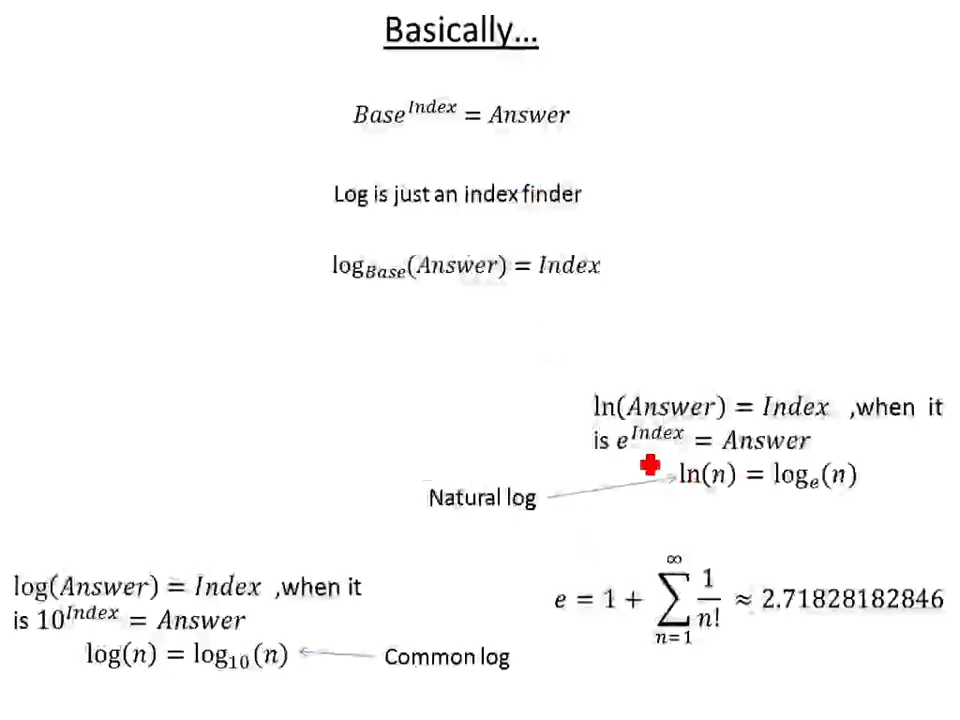 Basically...
Base^Index = Answer
Log is just an index finder
log_Base(Answer) = Index
ln(Answer) = Index ,when it
is e^Index = Answer
ln(n) = log_e(n)
Natural log
e = 1 + ∑_{n=1}^{∞} 1/n! ≈ 2.71828182846
log(Answer) = Index ,when it
is 10^Index = Answer
log(n) = log_10(n)
Common log